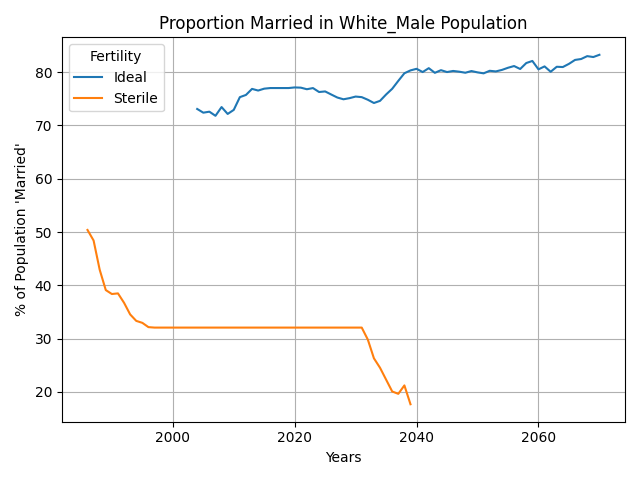 Proportion Married in White_Male Population
Fertility
Ideal
Sterile
% of Population 'Married'
80
70
60
50
40
30
20
2000 2020 2040 2060
Years